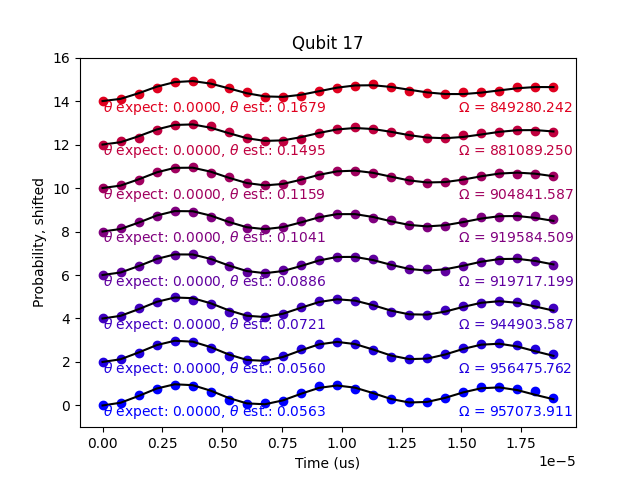 Qubit 17
Probability, shifted
16
14
12
10
8
6
4
2
0
θ expect: 0.0000, θ est.: 0.1679 Ω = 849280.242
θ expect: 0.0000, θ est.: 0.1495 Ω = 881089.250
θ expect: 0.0000, θ est.: 0.1159 Ω = 904841.587
θ expect: 0.0000, θ est.: 0.1041 Ω = 919584.509
θ expect: 0.0000, θ est.: 0.0886 Ω = 919717.199
θ expect: 0.0000, θ est.: 0.0721 Ω = 944903.587
θ expect: 0.0000, θ est.: 0.0560 Ω = 956475.762
θ expect: 0.0000, θ est.: 0.0563 Ω = 957073.911
0.00 0.25 0.50 0.75 1.00 1.25 1.50 1.75
1e−5
Time (us)